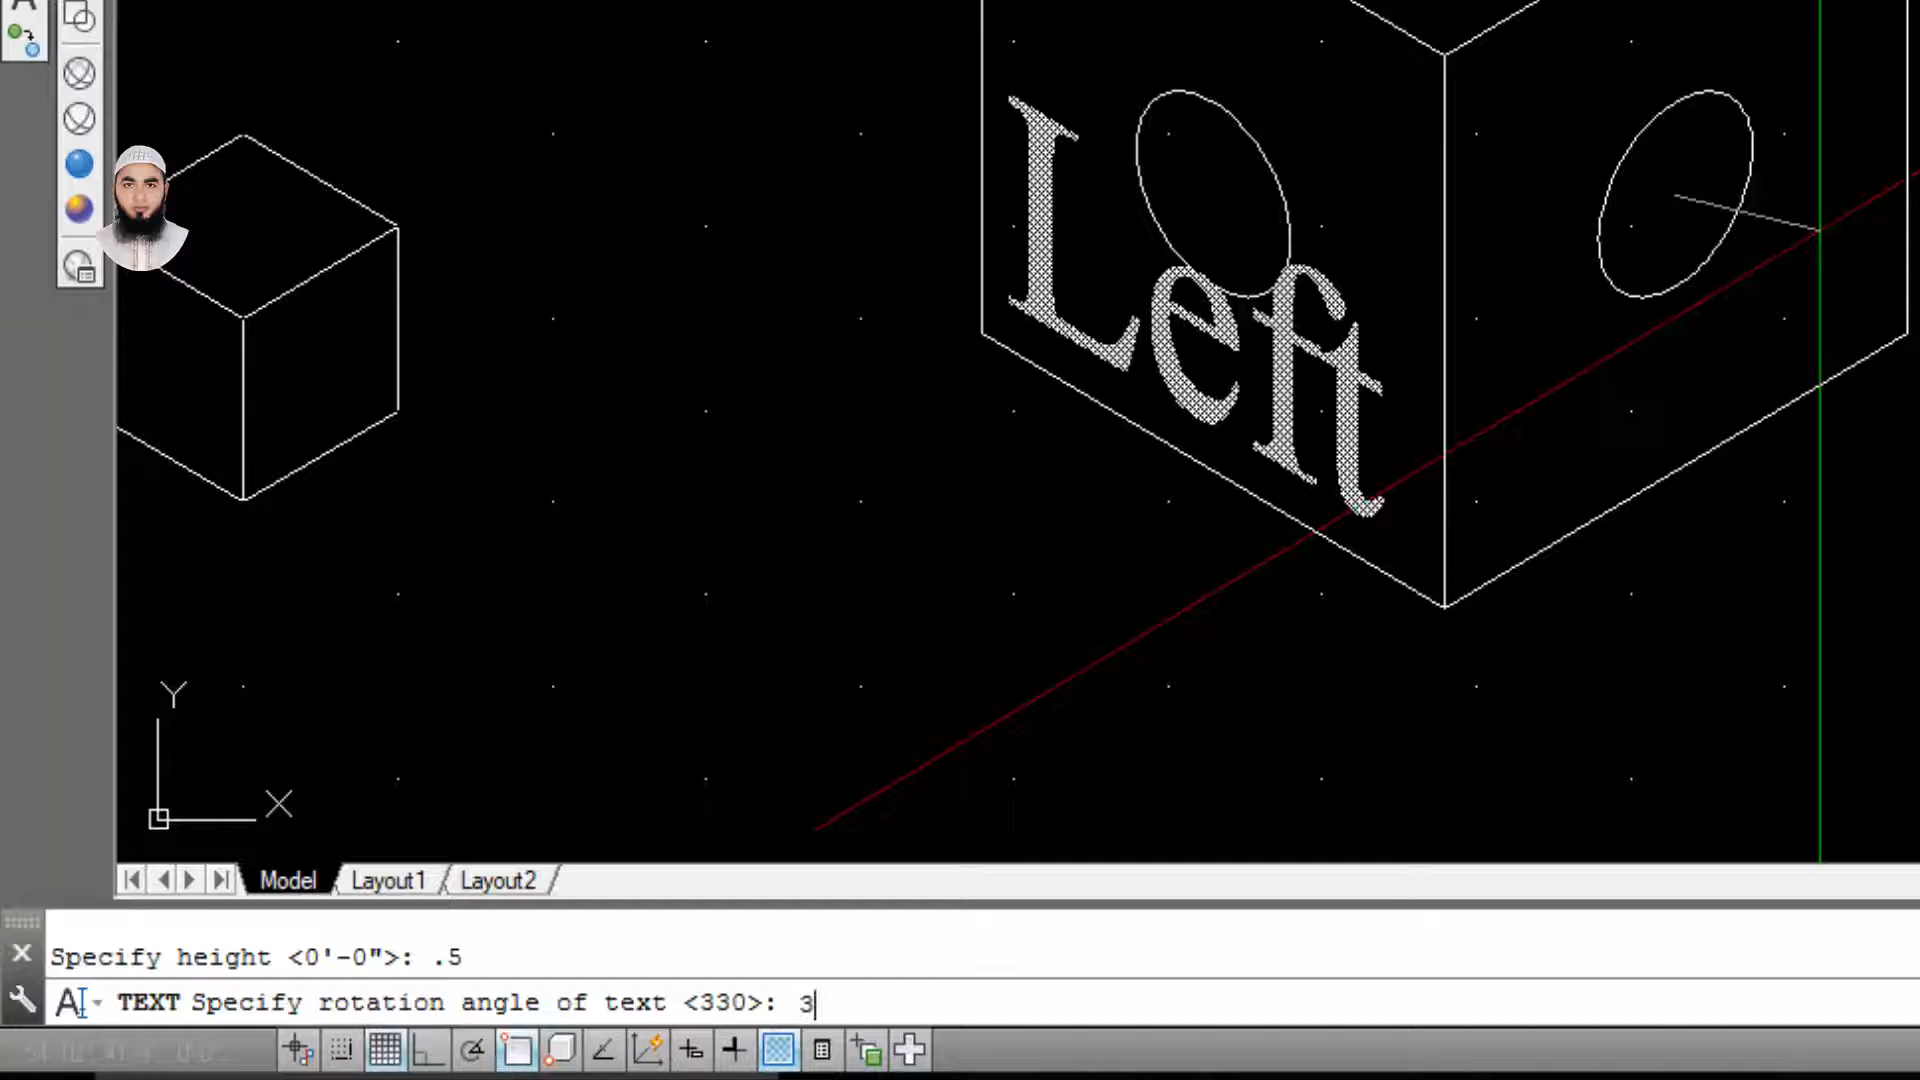 Left
Y
X
Model Layout1 Layout2
Specify height <0'-0">: .5
TEXT Specify rotation angle of text <330>: 3